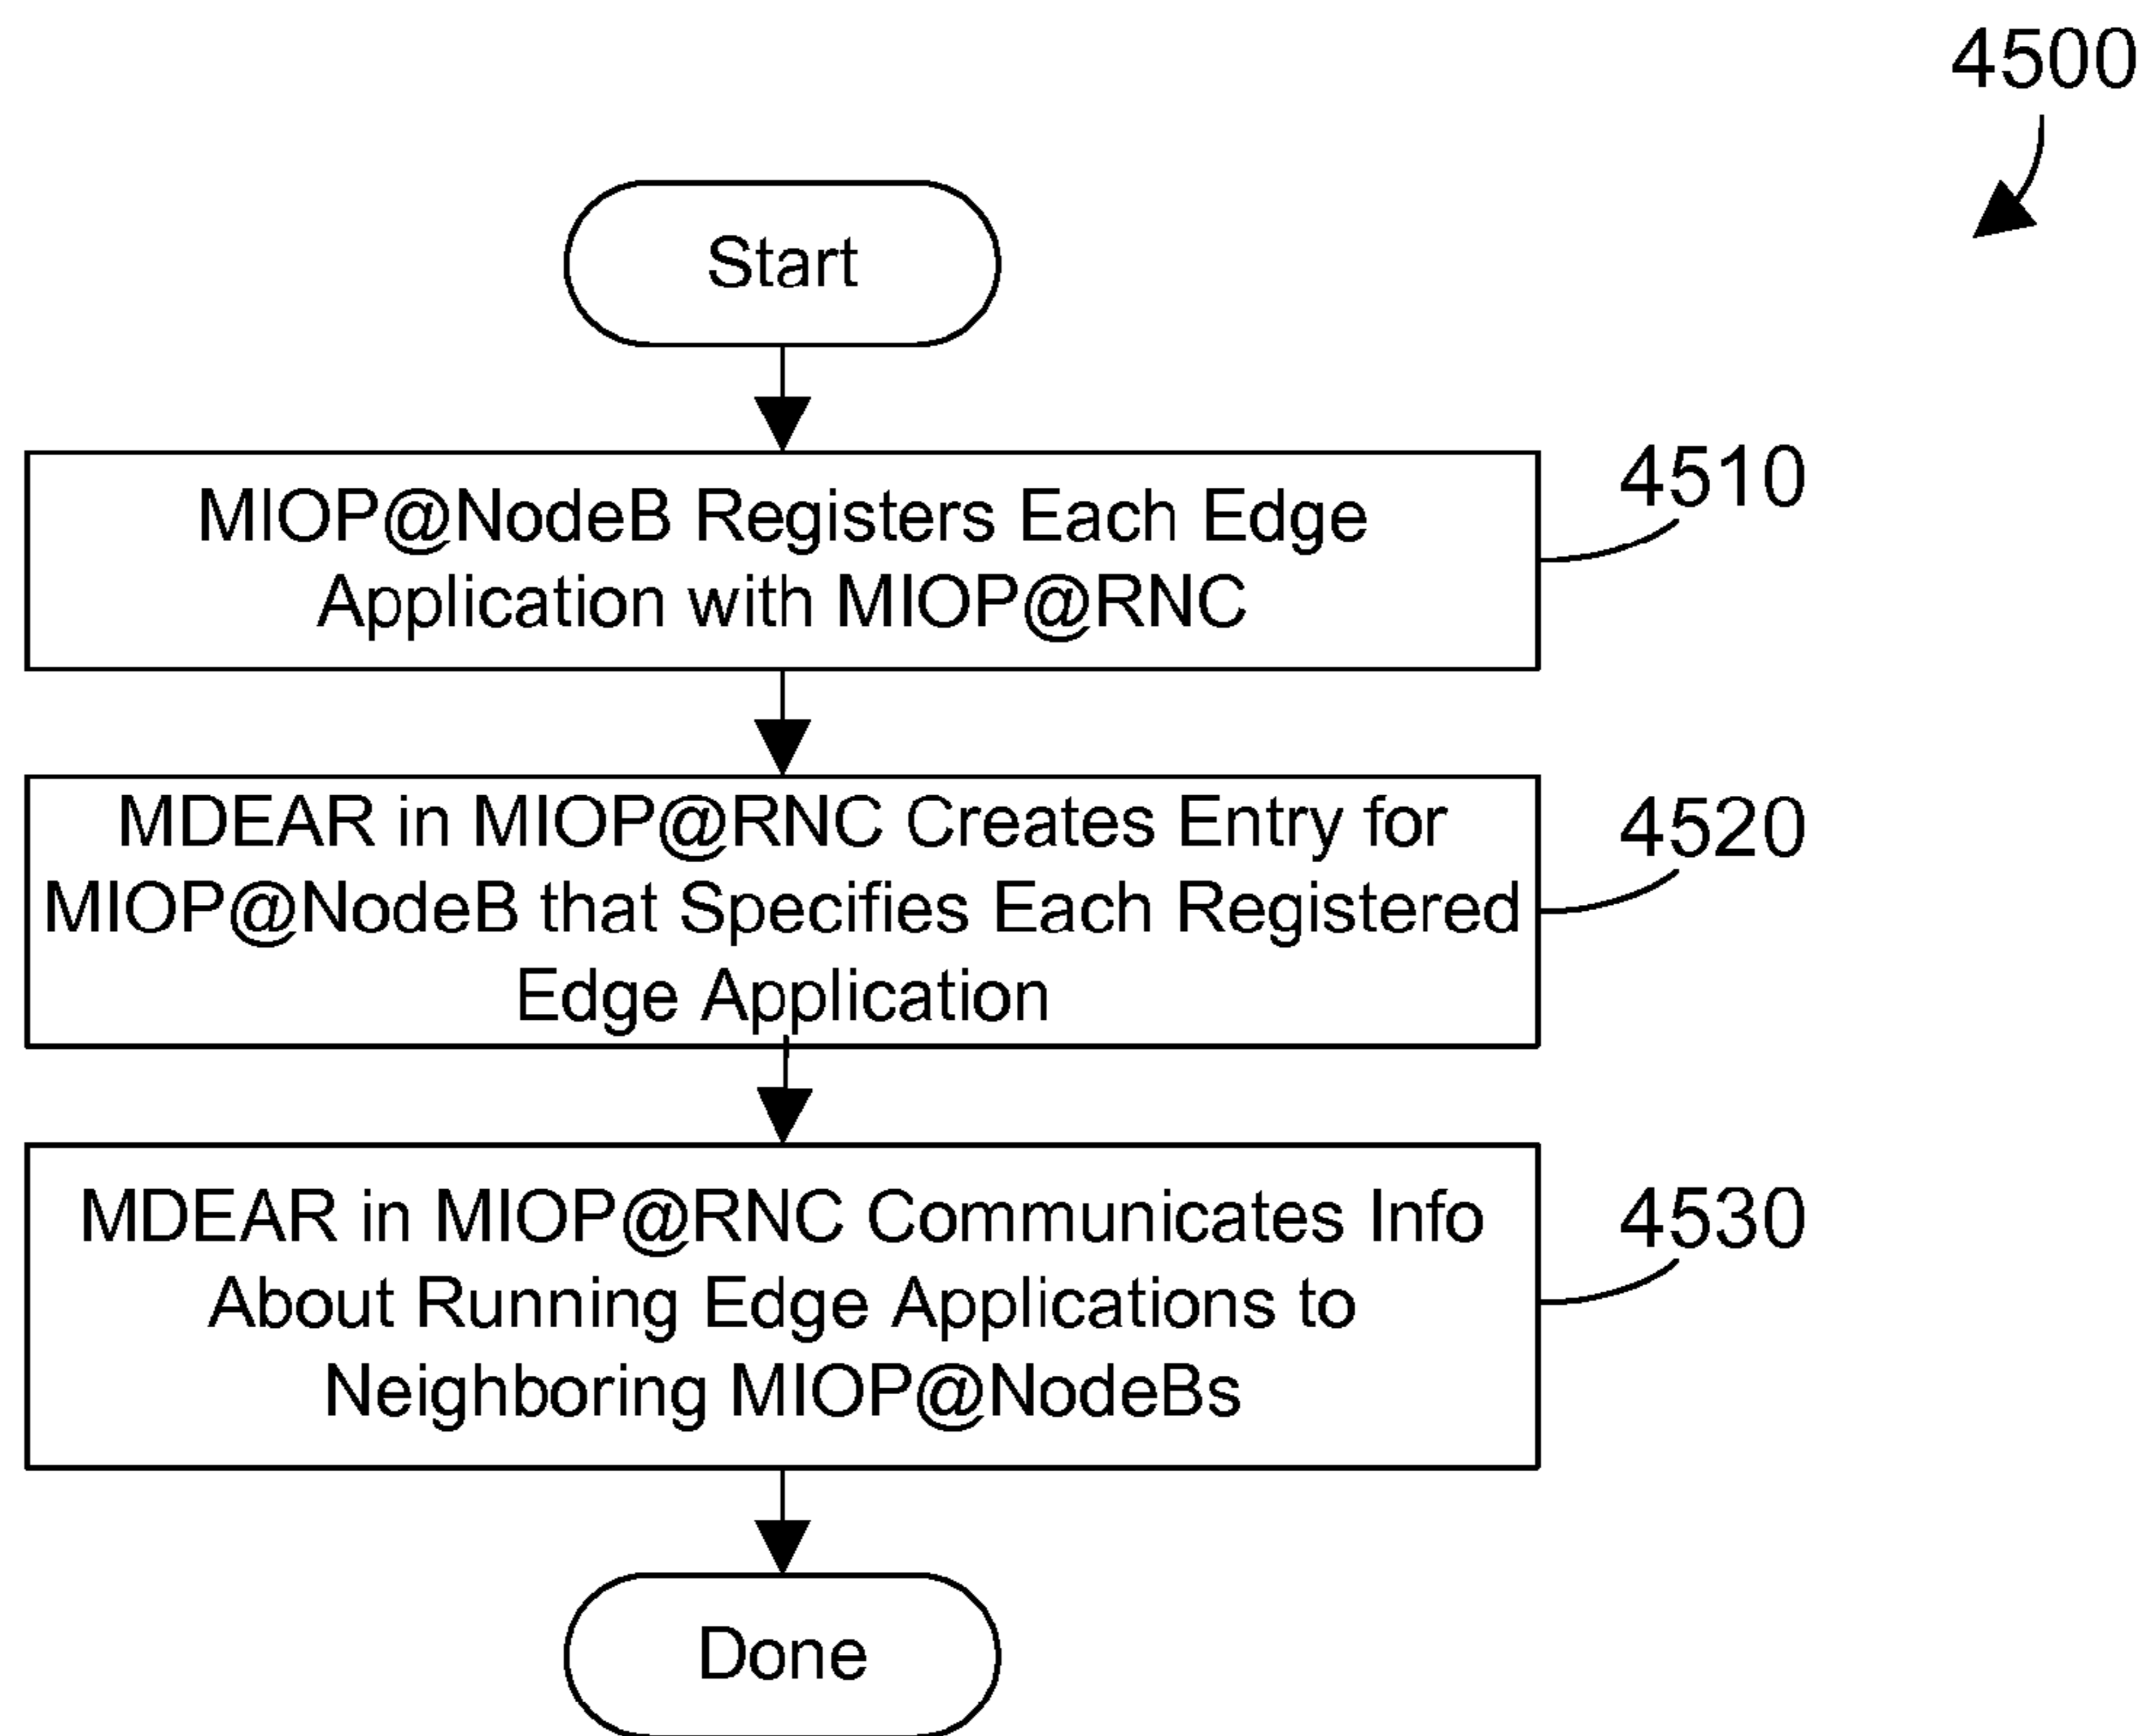 4500
Start
MIOP@NodeB Registers Each Edge
Application with MIOP@RNC
4510
MDEAR in MIOP@RNC Creates Entry for
MIOP@NodeB that Specifies Each Registered
Edge Application
4520
MDEAR in MIOP@RNC Communicates Info
About Running Edge Applications to
Neighboring MIOP@NodeBs
4530
Done